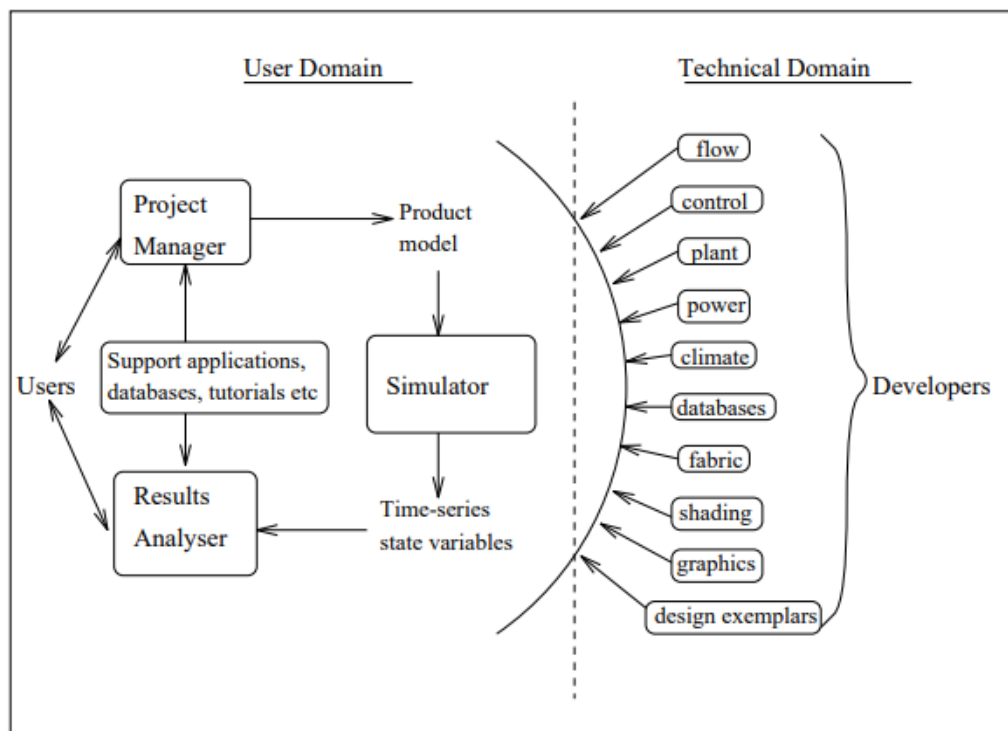 User Domain
Technical Domain
Project
Manager
Product
model
Support applications,
databases, tutorials etc
Users
Simulator
Results
Analyser
Time-series
state variables
flow
control
plant
power
climate
databases
fabric
shading
graphics
design exemplars
Developers